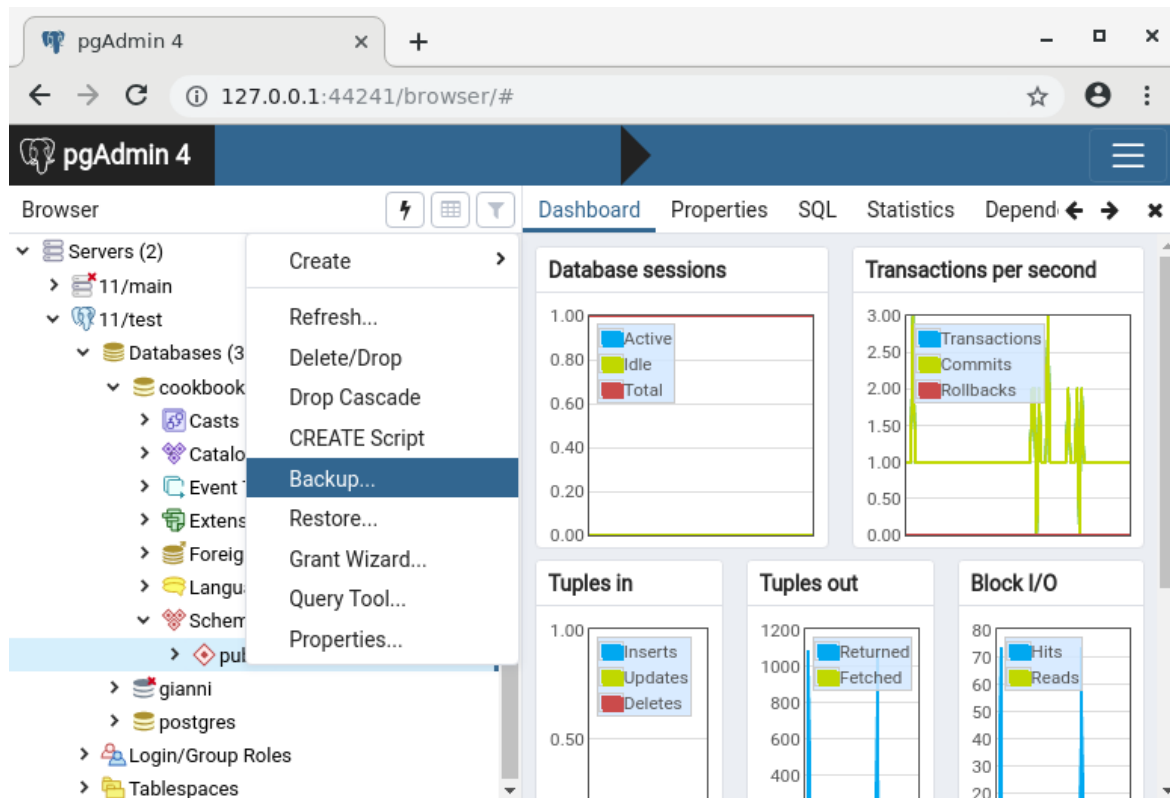 pgAdmin 4
127.0.0.1:44241/browser/#
pgAdmin 4
Browser
Dashboard Properties SQL Statistics Depend
Servers (2)
11/main
11/test
Databases (3
cookbook
Casts
Catalo
Event
Extens
Foreig
Langu
Schem
pub
gianni
postgres
Login/Group Roles
Tablespaces
Create
Refresh...
Delete/Drop
Drop Cascade
CREATE Script
Backup...
Restore...
Grant Wizard...
Query Tool...
Properties...
Database sessions
1.00
0.80
0.60
0.40
0.20
0.00
Active
Idle
Total
Transactions per second
3.00
2.50
2.00
1.50
1.00
0.50
0.00
Transactions
Commits
Rollbacks
Tuples in
1.00
0.50
Inserts
Updates
Deletes
Tuples out
1200
1000
800
600
400
Returned
Fetched
Block I/O
80
70
60
50
40
30
20
Hits
Reads